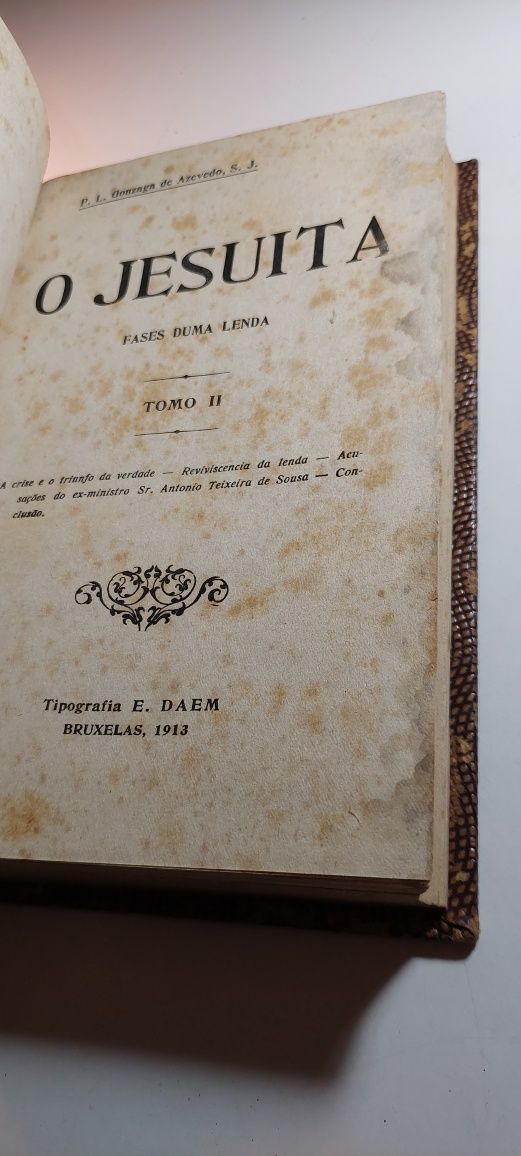 P. L. Gonzaga de Azevedo, S. J.
O JESUITA
FASES DUMA LENDA
TOMO II
A crise e o triunfo da verdade — Reviviscencia da lenda — Acu-
sações do ex-ministro Sr. Antonio Teixeira de Sousa — Con-
clusão.
Tipografia E. DAEM
BRUXELAS, 1913